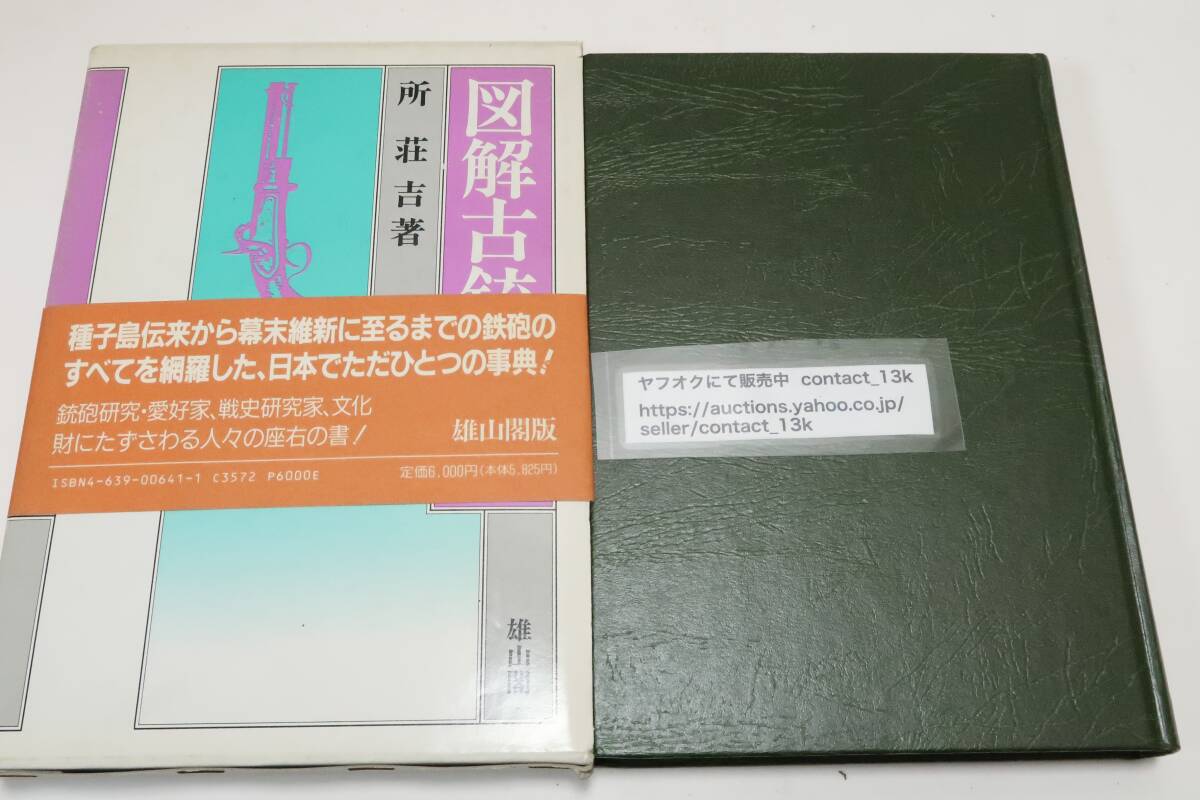 図解古銃
所荘吉著
種子島伝来から幕末維新に至るまでの鉄砲の
すべてを網羅した、日本でただひとつの事典!
銃砲研究・愛好家、戦史研究家、文化
財にたずさわる人々の座右の書!
雄山閣版
ISBN4-639-00641-1 C3572 P6000E
定価6,000円(本体5,825円)
雄山閣
ヤフオクにて販売中 contact_13k
https://auctions.yahoo.co.jp/
seller/contact_13k